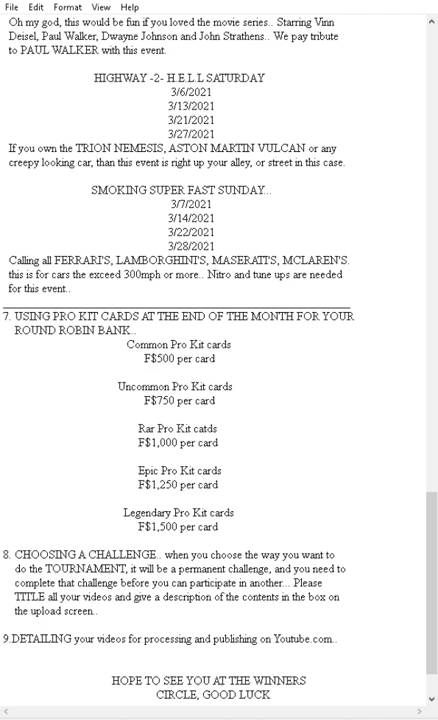 File Edit Format View Help
Oh my god, this would be fun if you loved the movie series.. Starring Vinn
Deisel, Paul Walker, Dwayne Johnson and John Strathens.. We pay tribute
to PAUL WALKER with this event.
HIGHWAY -2- H.E.L.L SATURDAY
3/6/2021
3/13/2021
3/21/2021
3/27/2021
If you own the TRION NEMESIS, ASTON MARTIN VULCAN or any
creepy looking car, than this event is right up your alley, or street in this case.
SMOKING SUPER FAST SUNDAY...
3/7/2021
3/14/2021
3/22/2021
3/28/2021
Calling all FERRARI'S, LAMBORGHINI'S, MASERATI'S, MCLAREN'S.
this is for cars the exceed 300mph or more.. Nitro and tune ups are needed
for this event..
7. USING PRO KIT CARDS AT THE END OF THE MONTH FOR YOUR
ROUND ROBIN BANK..
Common Pro Kit cards
F$500 per card
Uncommon Pro Kit cards
F$750 per card
Rar Pro Kit catds
F$1,000 per card
Epic Pro Kit cards
F$1,250 per card
Legendary Pro Kit cards
F$1,500 per card
8. CHOOSING A CHALLENGE.. when you choose the way you want to
do the TOURNAMENT, it will be a permanent challenge, and you need to
complete that challenge before you can participate in another... Please
TITLE all your videos and give a description of the contents in the box on
the upload screen..
9.DETAILING your videos for processing and publishing on Youtube.com..
HOPE TO SEE YOU AT THE WINNERS
CIRCLE, GOOD LUCK